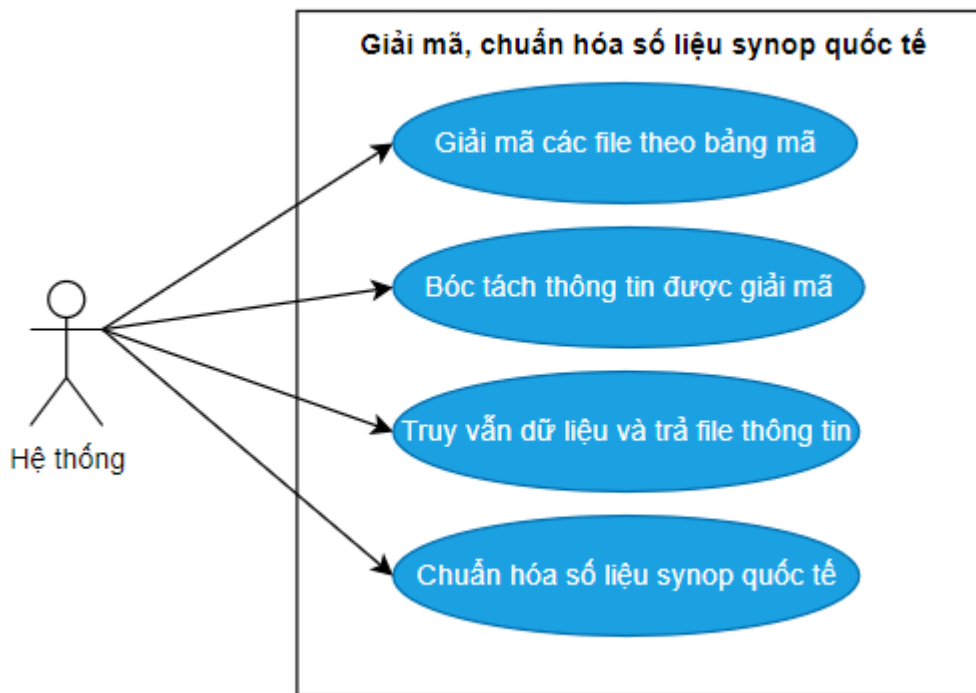 Giải mã, chuẩn hóa số liệu synop quốc tế
Giải mã các file theo bảng mã
Bóc tách thông tin được giải mã
Truy vẫn dữ liệu và trả file thông tin
Chuẩn hóa số liệu synop quốc tế
Hệ thống